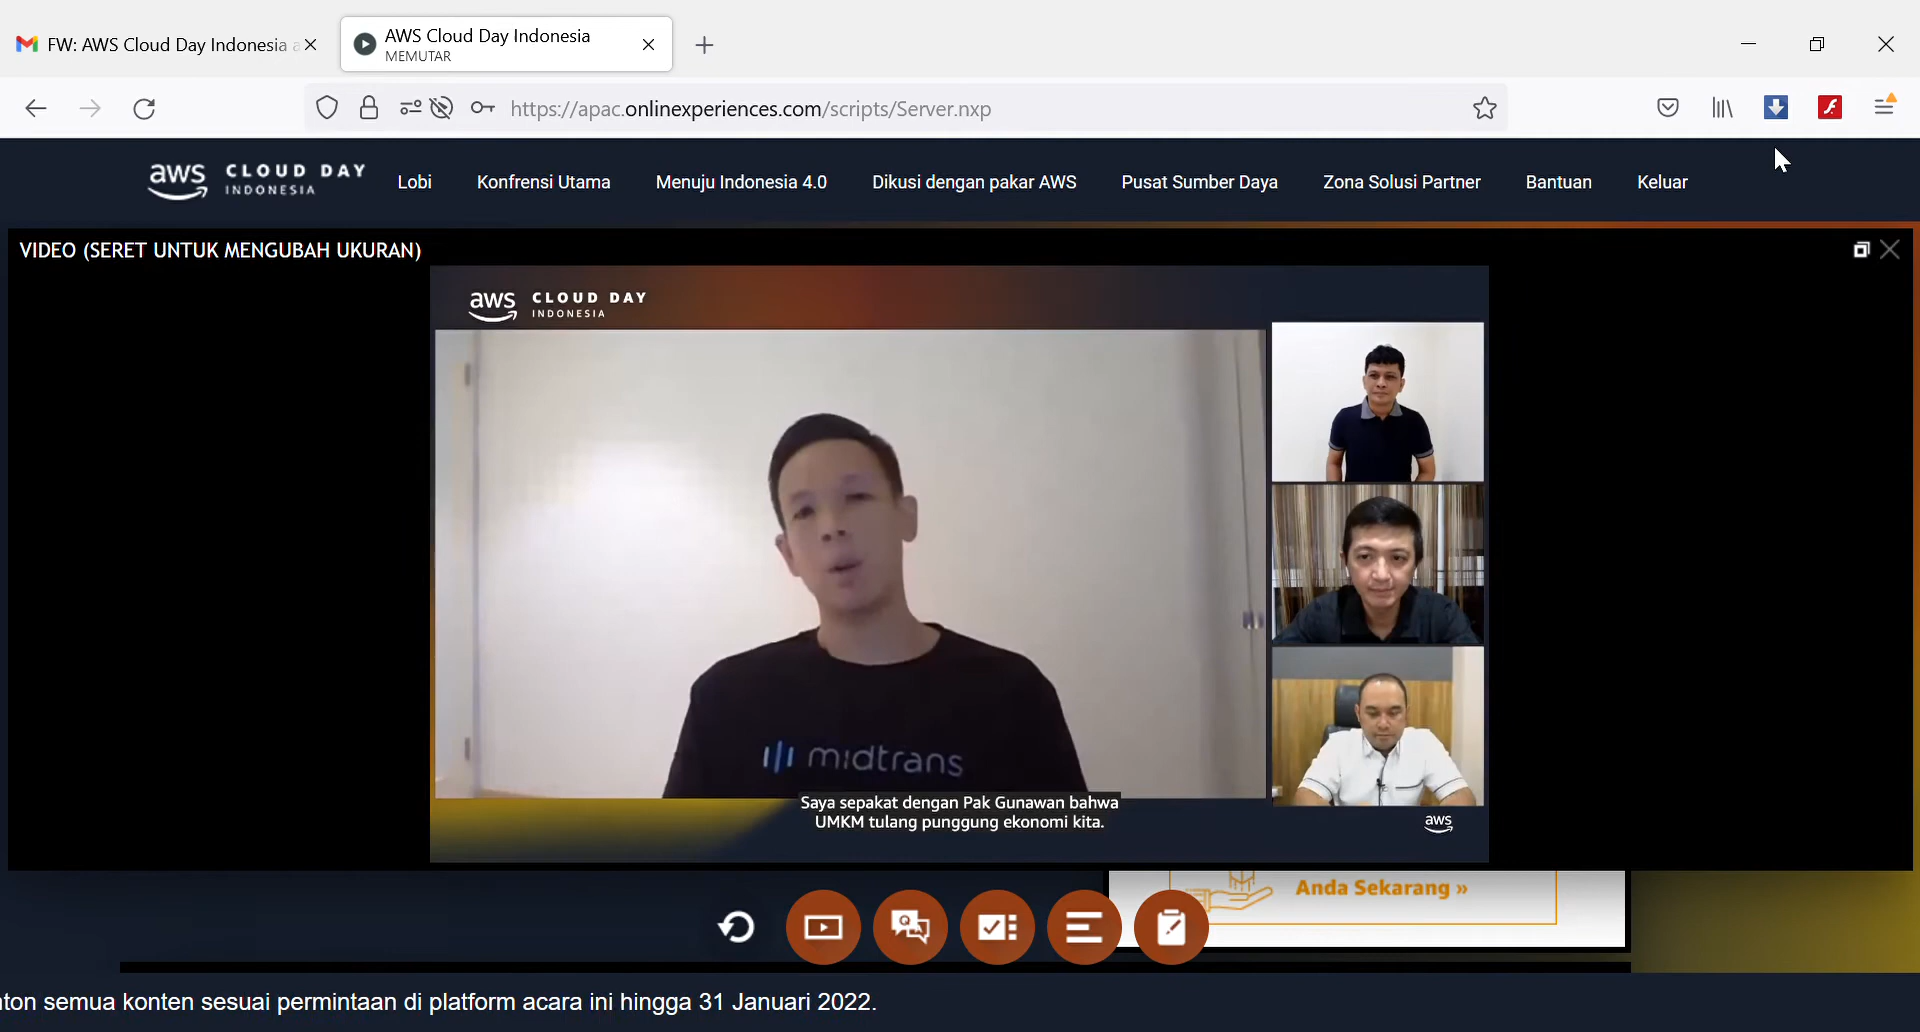 FW: AWS Cloud Day Indonesia a
AWS Cloud Day Indonesia
MEMUTAR
https://apac.onlinexperiences.com/scripts/Server.nxp
aws CLOUD DAY
INDONESIA
Lobi
Konfrensi Utama
Menuju Indonesia 4.0
Dikusi dengan pakar AWS
Pusat Sumber Daya
Zona Solusi Partner
Bantuan
Keluar
VIDEO (SERET UNTUK MENGUBAH UKURAN)
aws CLOUD DAY
INDONESIA
midtrans
Saya sepakat dengan Pak Gunawan bahwa
UMKM tulang punggung ekonomi kita.
aws
Anda Sekarang »
Q A
ton semua konten sesuai permintaan di platform acara ini hingga 31 Januari 2022.